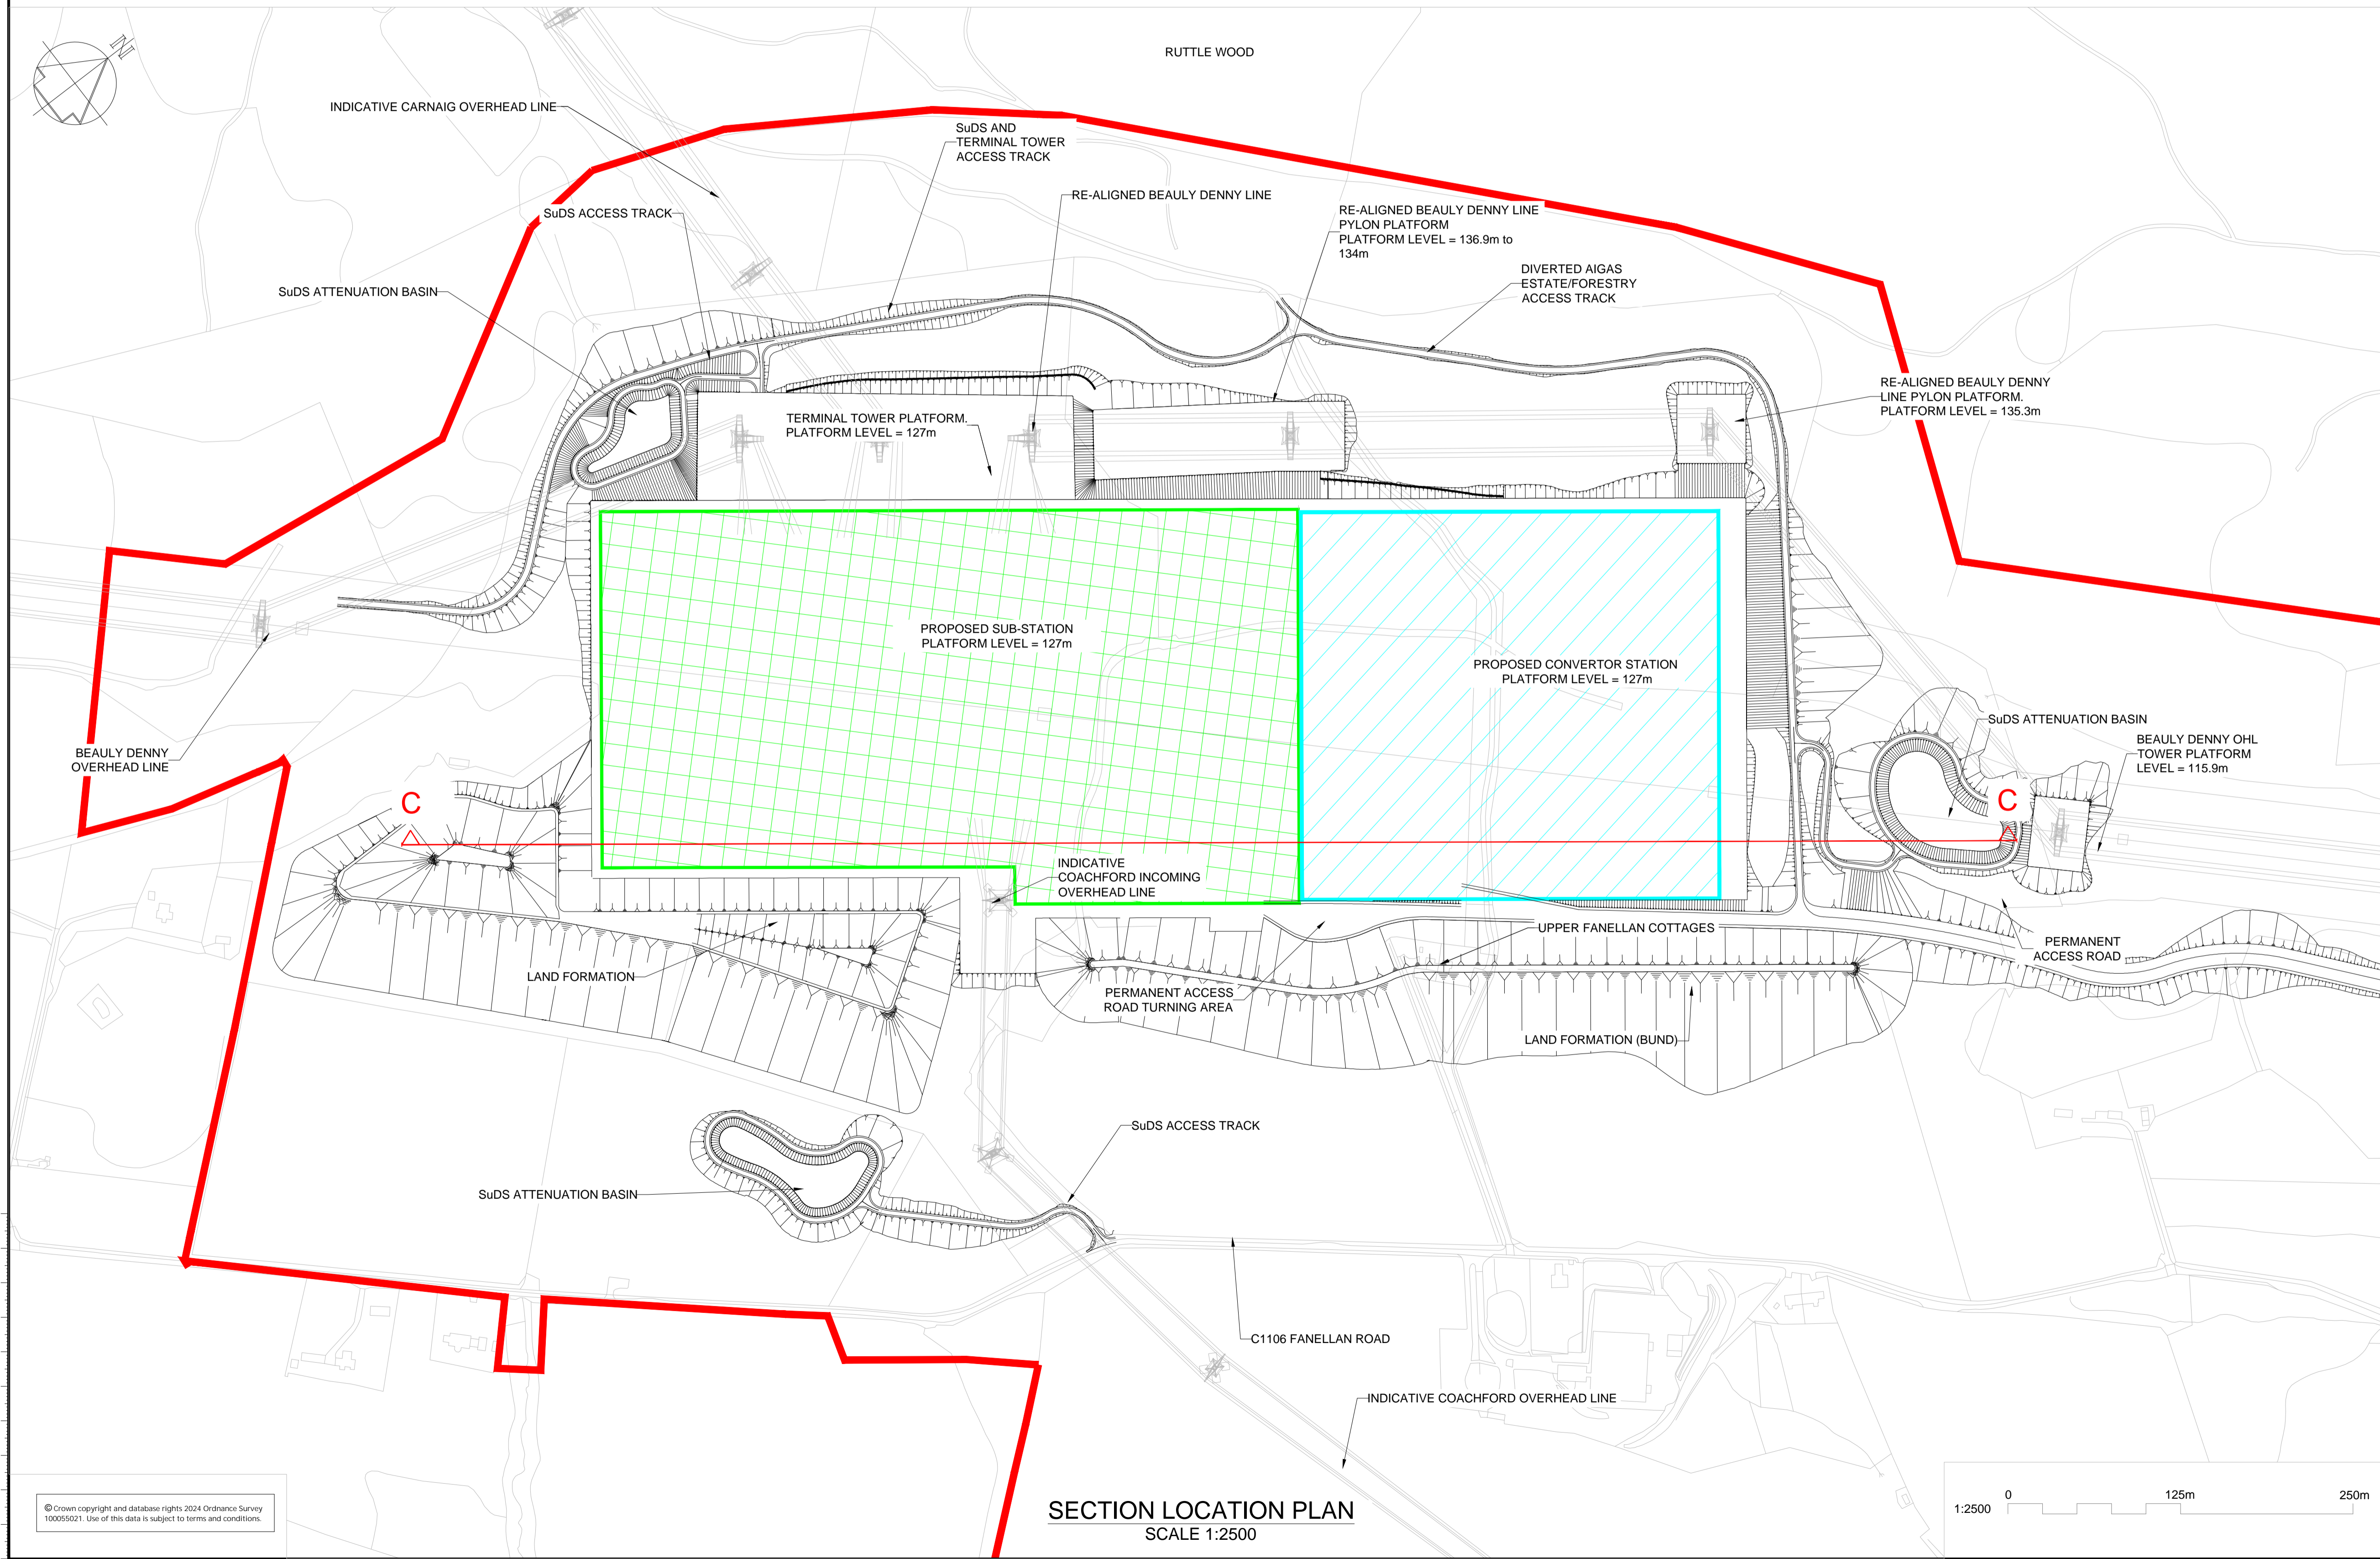 N
RUTTLE WOOD
INDICATIVE CARNAIG OVERHEAD LINE
SuDS AND
TERMINAL TOWER
ACCESS TRACK
RE-ALIGNED BEAULY DENNY LINE
SuDS ACCESS TRACK
RE-ALIGNED BEAULY DENNY LINE
PYLON PLATFORM
PLATFORM LEVEL = 136.9m to
134m
DIVERTED AIGAS
ESTATE/FORESTRY
ACCESS TRACK
SuDS ATTENUATION BASIN
RE-ALIGNED BEAULY DENNY
LINE PYLON PLATFORM.
PLATFORM LEVEL = 135.3m
TERMINAL TOWER PLATFORM.
PLATFORM LEVEL = 127m
PROPOSED SUB-STATION
PLATFORM LEVEL = 127m
PROPOSED CONVERTOR STATION
PLATFORM LEVEL = 127m
SuDS ATTENUATION BASIN
BEAULY DENNY OHL
TOWER PLATFORM
LEVEL = 115.9m
BEAULY DENNY
OVERHEAD LINE
C
C
INDICATIVE
COACHFORD INCOMING
OVERHEAD LINE
UPPER FANELLAN COTTAGES
PERMANENT
ACCESS ROAD
LAND FORMATION
PERMANENT ACCESS
ROAD TURNING AREA
LAND FORMATION (BUND)
SuDS ACCESS TRACK
SuDS ATTENUATION BASIN
C1106 FANELLAN ROAD
INDICATIVE COACHFORD OVERHEAD LINE
© Crown copyright and database rights 2024 Ordnance Survey
100055021. Use of this data is subject to terms and conditions.
SECTION LOCATION PLAN
SCALE 1:2500
1:2500
0
125m
250m